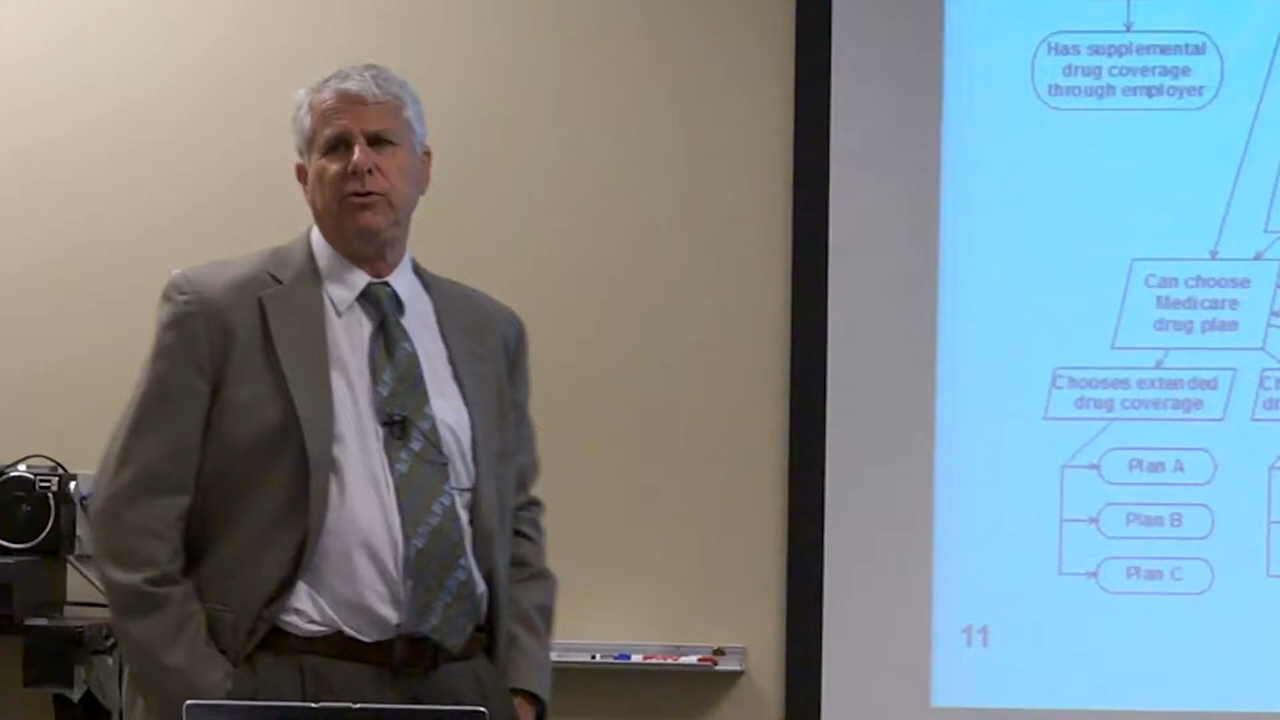 Has supplemental
drug coverage
through employer
Can choose
Medicare
drug plan
Chooses extended
drug coverage
Plan A
Plan B
Plan C
11